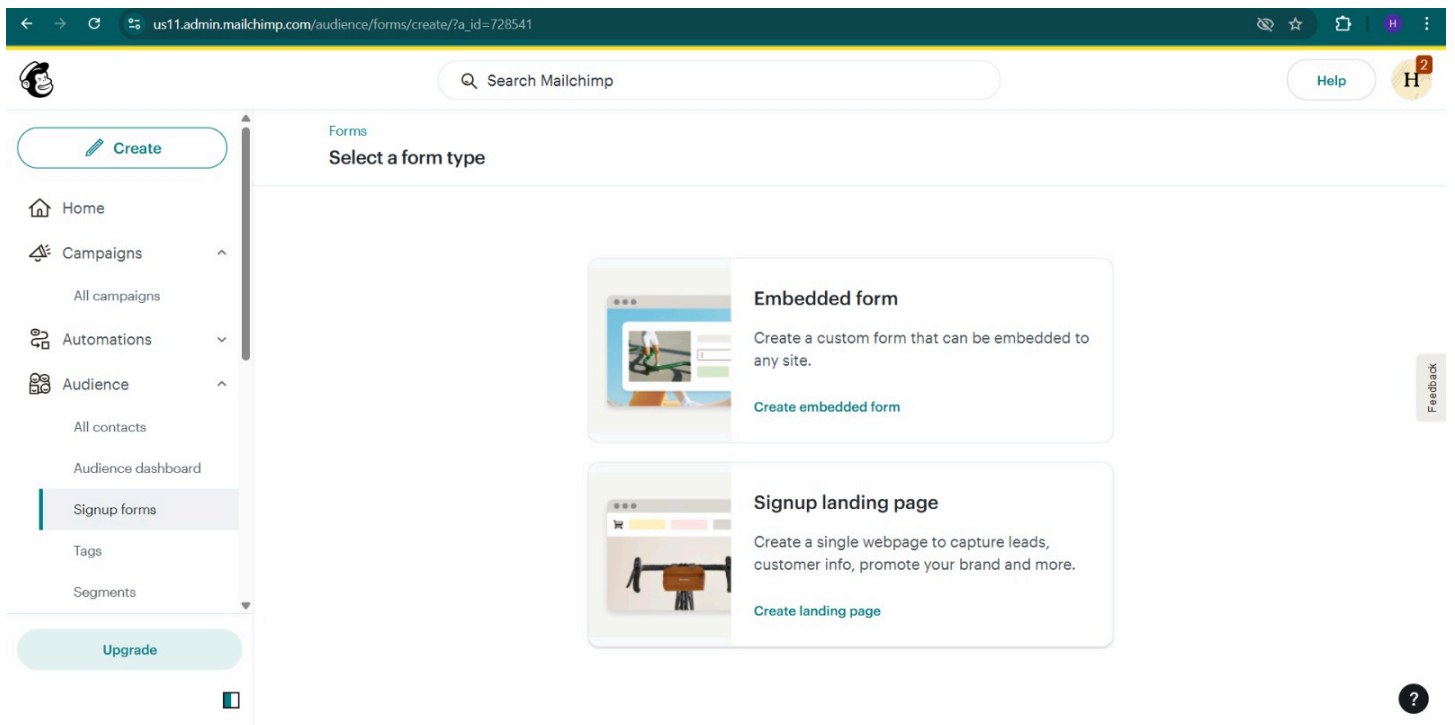 us11.admin.mailchimp.com/audience/forms/create/?a_id=728541
H
Search Mailchimp
Help
H
2
Create
Home
Campaigns
All campaigns
Automations
Audience
All contacts
Audience dashboard
Signup forms
Tags
Segments
Upgrade
Forms
Select a form type
Embedded form
Create a custom form that can be embedded to
any site.
Create embedded form
Signup landing page
Create a single webpage to capture leads,
customer info, promote your brand and more.
Create landing page
Feedback
?